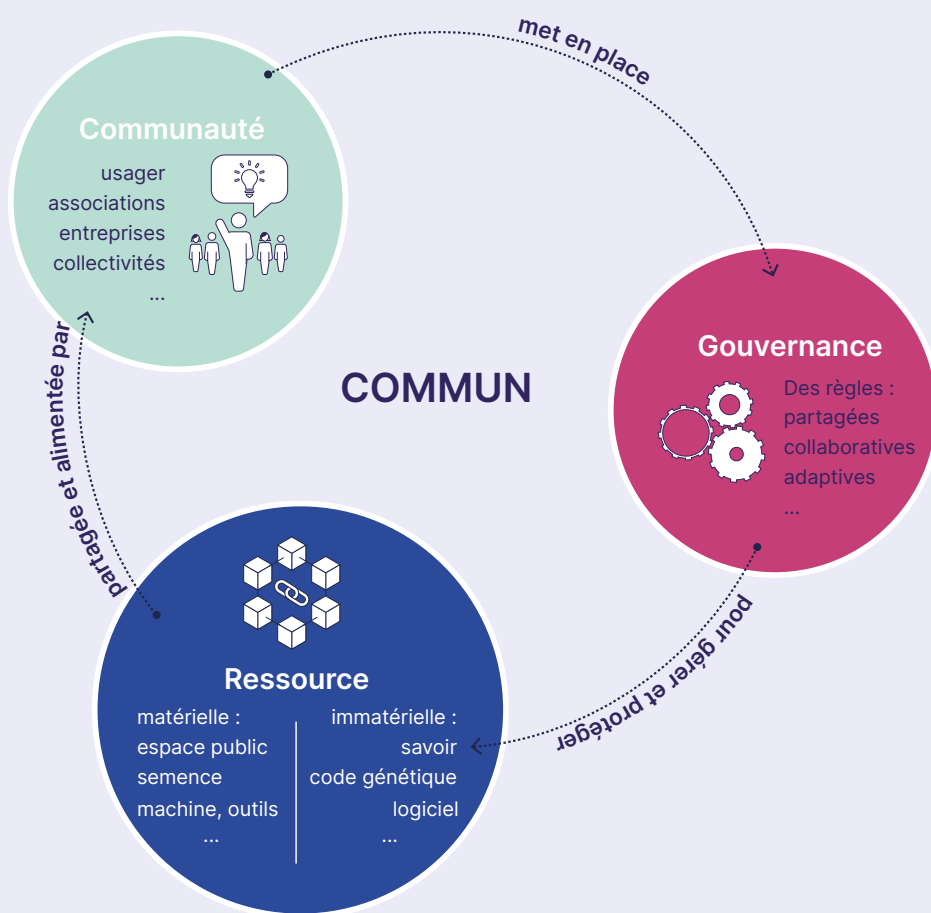 met en place
Communauté
usager
associations
entreprises
collectivités
...
COMMUN
Gouvernance
Des règles :
partagées
collaboratives
adaptives
...
pour gérer et protéger
Ressource
matérielle :
espace public
semence
machine, outils
...
immatérielle :
savoir
code génétique
logiciel
...
partagée et alimentée par